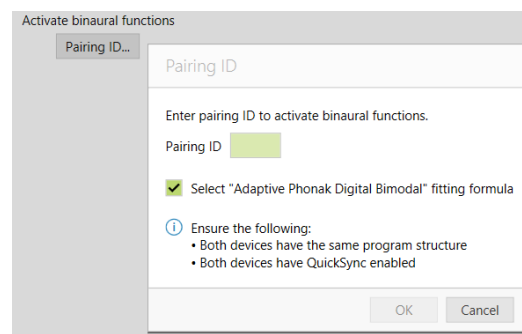 Activate binaural functions
Pairing ID...
Pairing ID
Enter pairing ID to activate binaural functions.
Pairing ID
Select "Adaptive Phonak Digital Bimodal" fitting formula
Ensure the following:
• Both devices have the same program structure
• Both devices have QuickSync enabled
OK Cancel